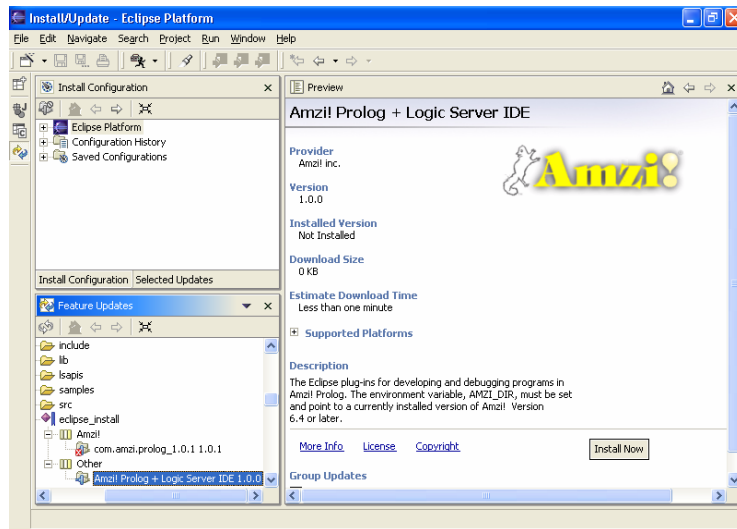 Install/Update - Eclipse Platform
File Edit Navigate Search Project Run Window Help
Install Configuration
Eclipse Platform
Configuration History
Saved Configurations
Install Configuration Selected Updates
Feature Updates
include
lib
lsapis
samples
src
eclipse_install
Amzi!
com.amzi.prolog_1.0.1 1.0.1
Other
Amzi! Prolog + Logic Server IDE 1.0.0
Preview
Amzi! Prolog + Logic Server IDE
Amzi!
Provider
Amzi! inc.
Version
1.0.0
Installed Version
Not Installed
Download Size
0 KB
Estimate Download Time
Less than one minute
Supported Platforms
Description
The Eclipse plug-ins for developing and debugging programs in
Amzi! Prolog. The environment variable, AMZI_DIR, must be set
and point to a currently installed version of Amzi! Version
6.4 or later.
More Info License Copyright Install Now
Group Updates